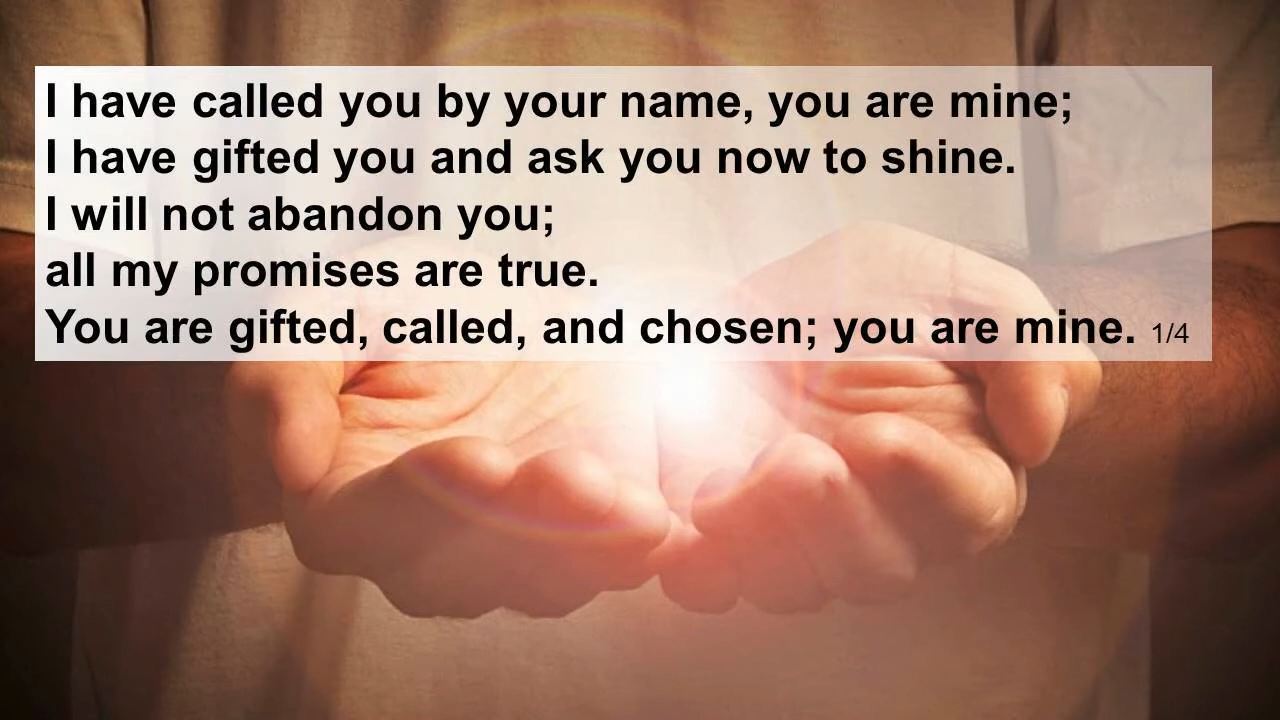 I have called you by your name, you are mine;
I have gifted you and ask you now to shine.
I will not abandon you;
all my promises are true.
You are gifted, called, and chosen; you are mine. 1/4